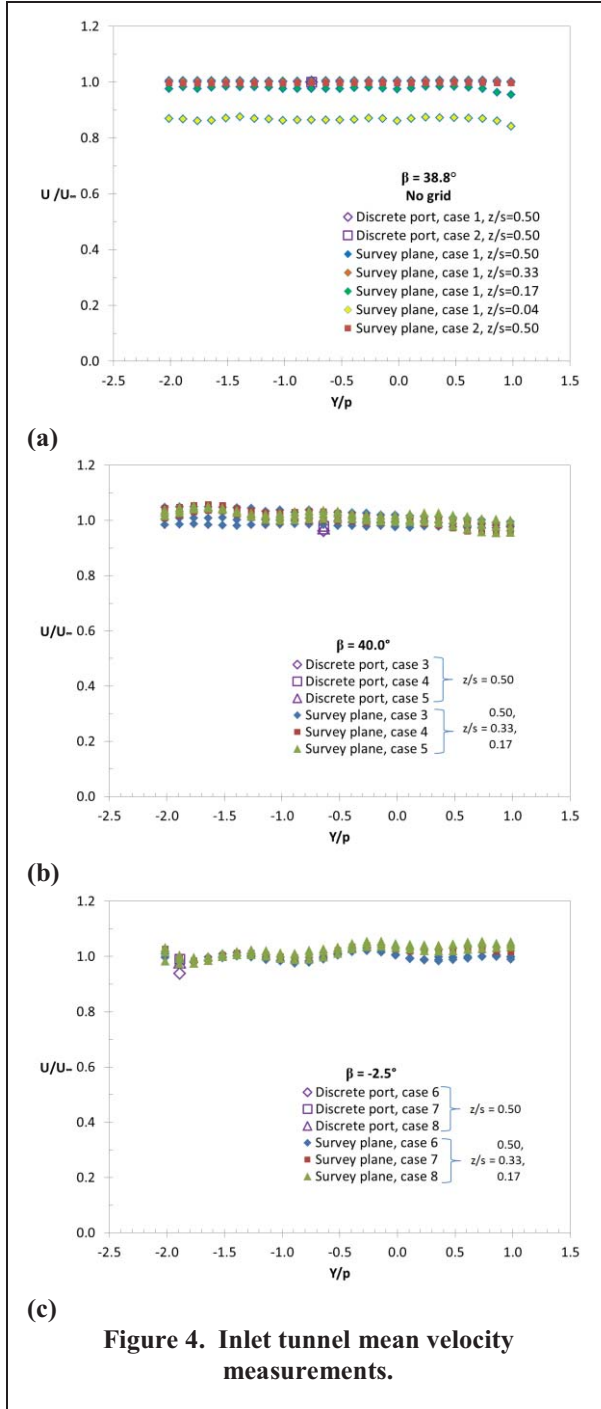 1.2
1.0
0.8
U /U∞
0.6
0.4
0.2
0.0
-2.5 -2.0 -1.5 -1.0 -0.5 0.0 0.5 1.0 1.5
Y/p
β = 38.8°
No grid
Discrete port, case 1, z/s=0.50
Discrete port, case 2, z/s=0.50
Survey plane, case 1, z/s=0.50
Survey plane, case 1, z/s=0.33
Survey plane, case 1, z/s=0.17
Survey plane, case 1, z/s=0.04
Survey plane, case 2, z/s=0.50
(a)
1.2
1.0
0.8
U/U∞ 0.6
0.4
0.2
0.0
-2.5 -2.0 -1.5 -1.0 -0.5 0.0 0.5 1.0 1.5
Y/p
β = 40.0°
Discrete port, case 3
Discrete port, case 4 z/s = 0.50
Discrete port, case 5
Survey plane, case 3 0.50,
Survey plane, case 4 z/s = 0.33,
Survey plane, case 5 0.17
(b)
1.2
1.0
0.8
U/U∞ 0.6
0.4
0.2
0.0
-2.5 -2.0 -1.5 -1.0 -0.5 0.0 0.5 1.0 1.5
Y/p
β = -2.5°
Discrete port, case 6
Discrete port, case 7 z/s = 0.50
Discrete port, case 8
Survey plane, case 6 0.50,
Survey plane, case 7 z/s = 0.33,
Survey plane, case 8 0.17
(c)
Figure 4. Inlet tunnel mean velocity
measurements.